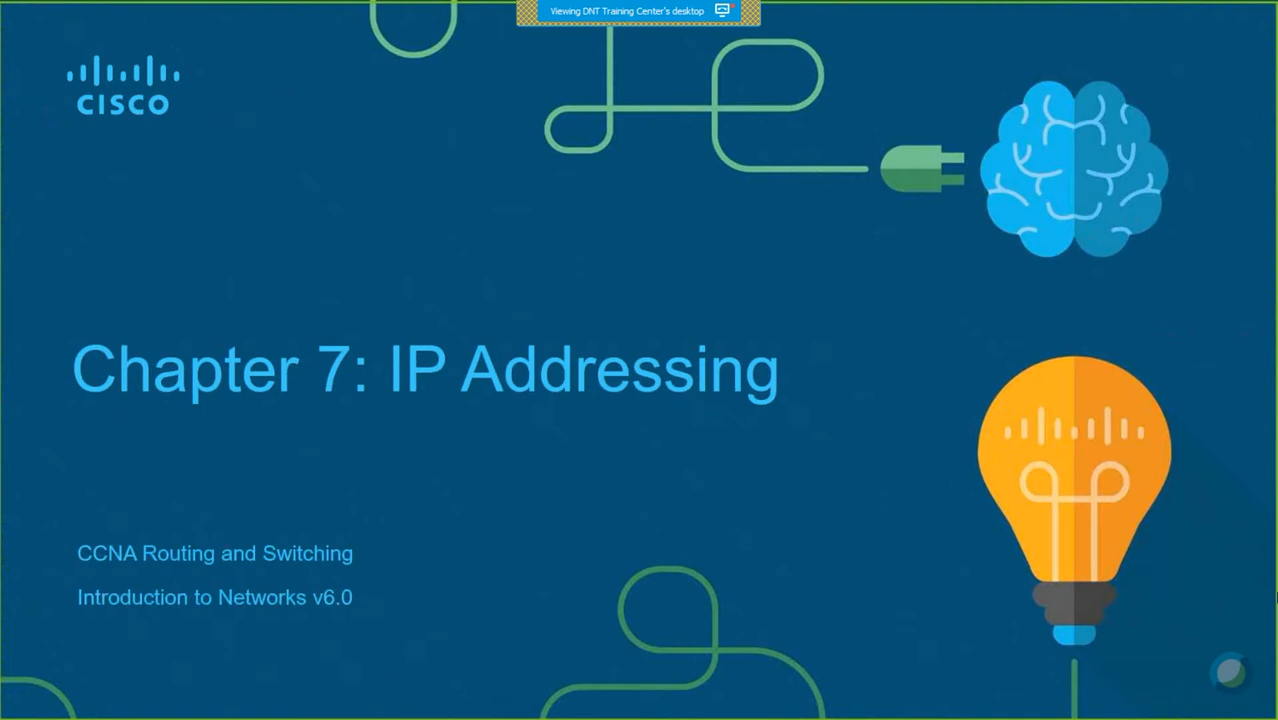 Viewing DNT Training Center's desktop
CISCO
Chapter 7: IP Addressing
CCNA Routing and Switching
Introduction to Networks v6.0